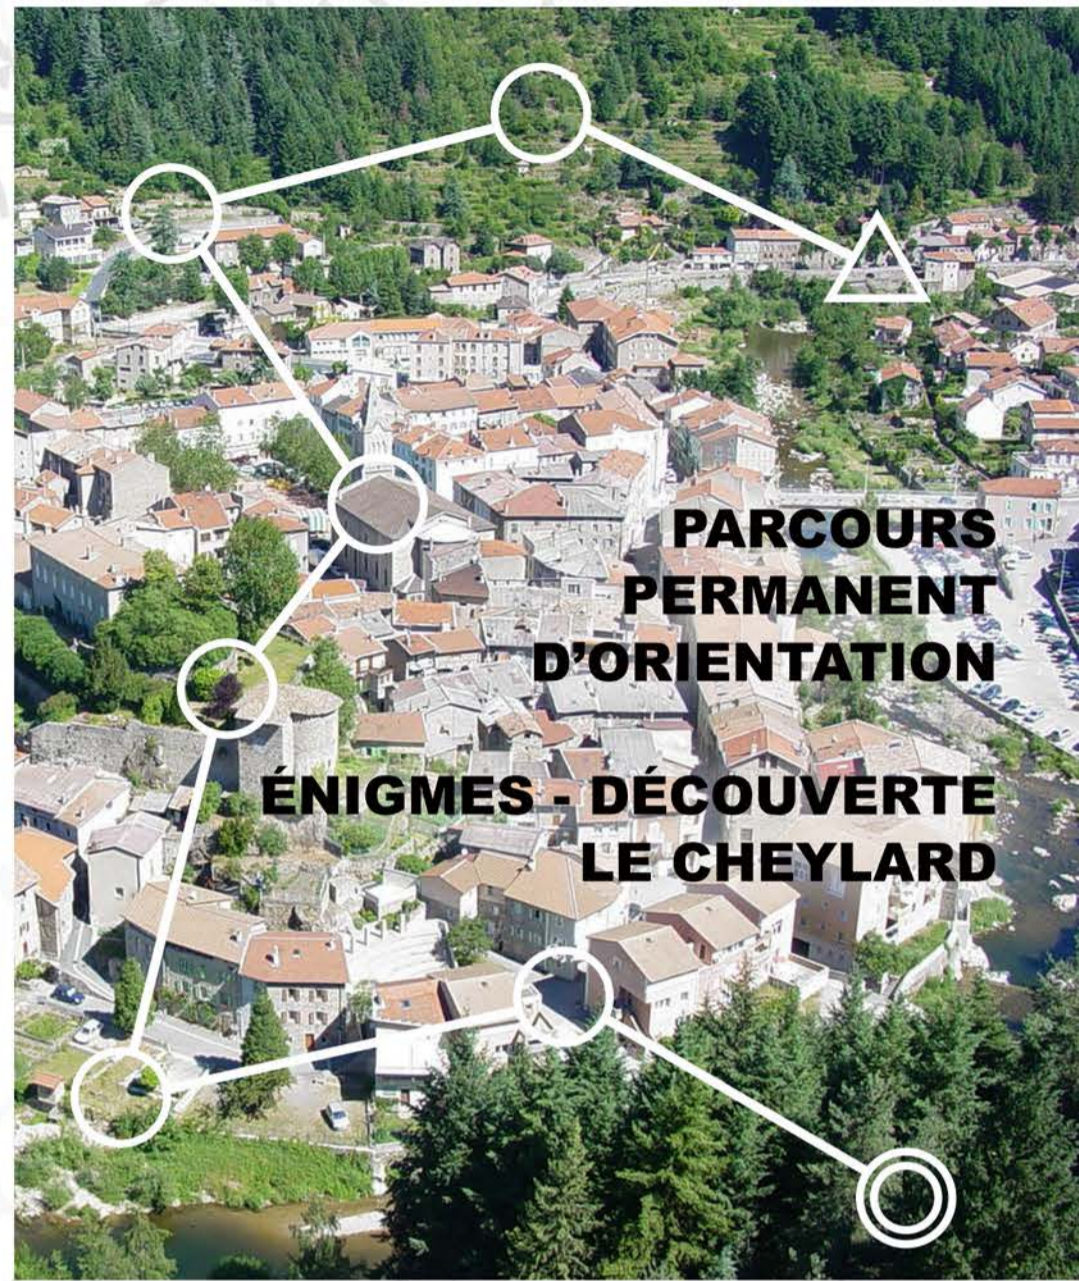 PARCOURS
PERMANENT
D'ORIENTATION
ÉNIGMES - DÉCOUVERTE
LE CHEYLARD